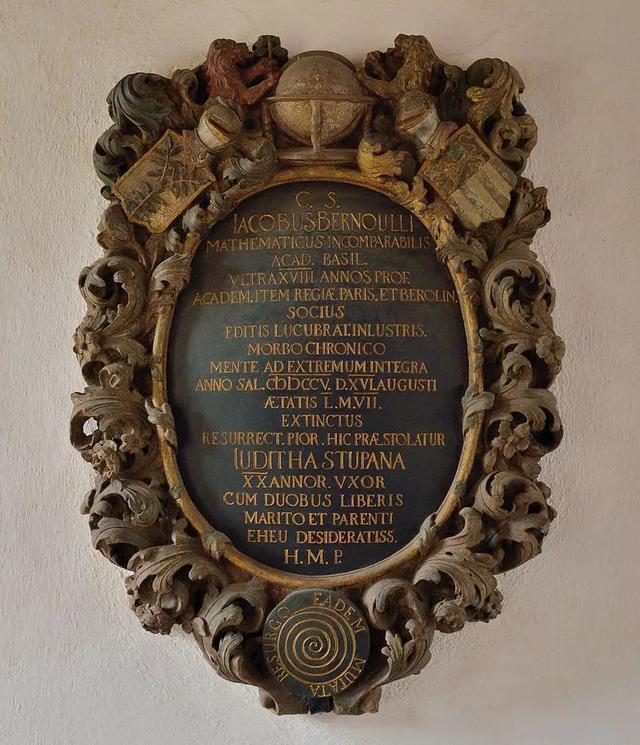 C. S.
IACOBUS BERNOULLI
MATHEMATICUS INCOMPARABILIS
ACAD. BASIL.
VLTRA XVIII ANNOS PROF.
ACADEM. ITEM REGIÆ PARIS. ET BEROLIN.
SOCIUS
EDITIS LUCUBRAT. INLUSTRIS.
MORBO CHRONICO
MENTE AD EXTREMUM INTEGRA
ANNO SAL. CIƆIƆCCV. D. XVI. AUGUSTI
ÆTATIS L. M. VII.
EXTINCTUS
RESURRECT. PIOR. HIC PRÆSTOLATUR
IUDITHA STUPANA
XX ANNOR. VXOR
CUM DUOBUS LIBERIS
MARITO ET PARENTI
EHEU DESIDERATISS.
H. M. P.
EADEM MUTATA RESURGO